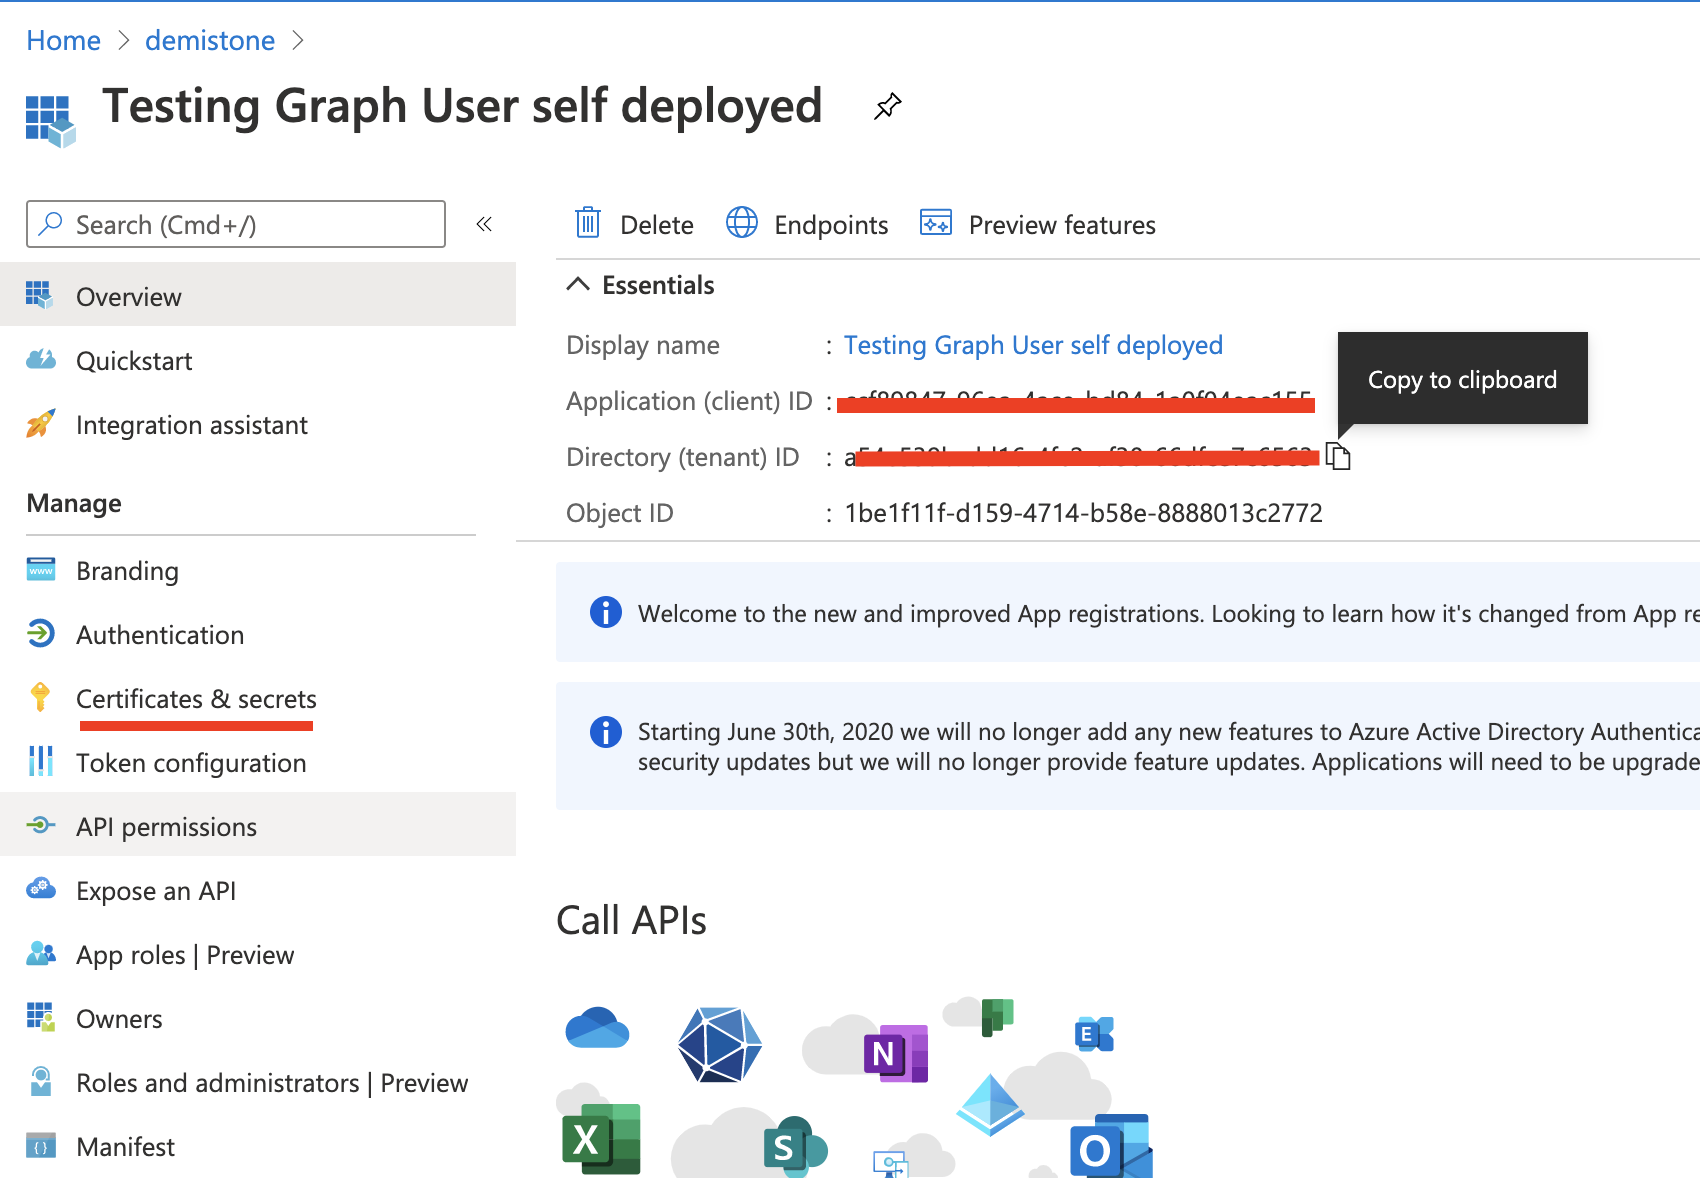 Home > demistone >
Testing Graph User self deployed
Search (Cmd+/)
«
Overview
Quickstart
Integration assistant
Manage
Branding
Authentication
Certificates & secrets
Token configuration
API permissions
Expose an API
App roles | Preview
Owners
Roles and administrators | Preview
Manifest
Delete Endpoints Preview features
Essentials
Display name : Testing Graph User self deployed
Copy to clipboard
Application (client) ID :
Directory (tenant) ID :
Object ID : 1be1f11f-d159-4714-b58e-8888013c2772
Welcome to the new and improved App registrations. Looking to learn how it's changed from App re
Starting June 30th, 2020 we will no longer add any new features to Azure Active Directory Authentica
security updates but we will no longer provide feature updates. Applications will need to be upgrade
Call APIs
www
{ }
N
E
X
S
O